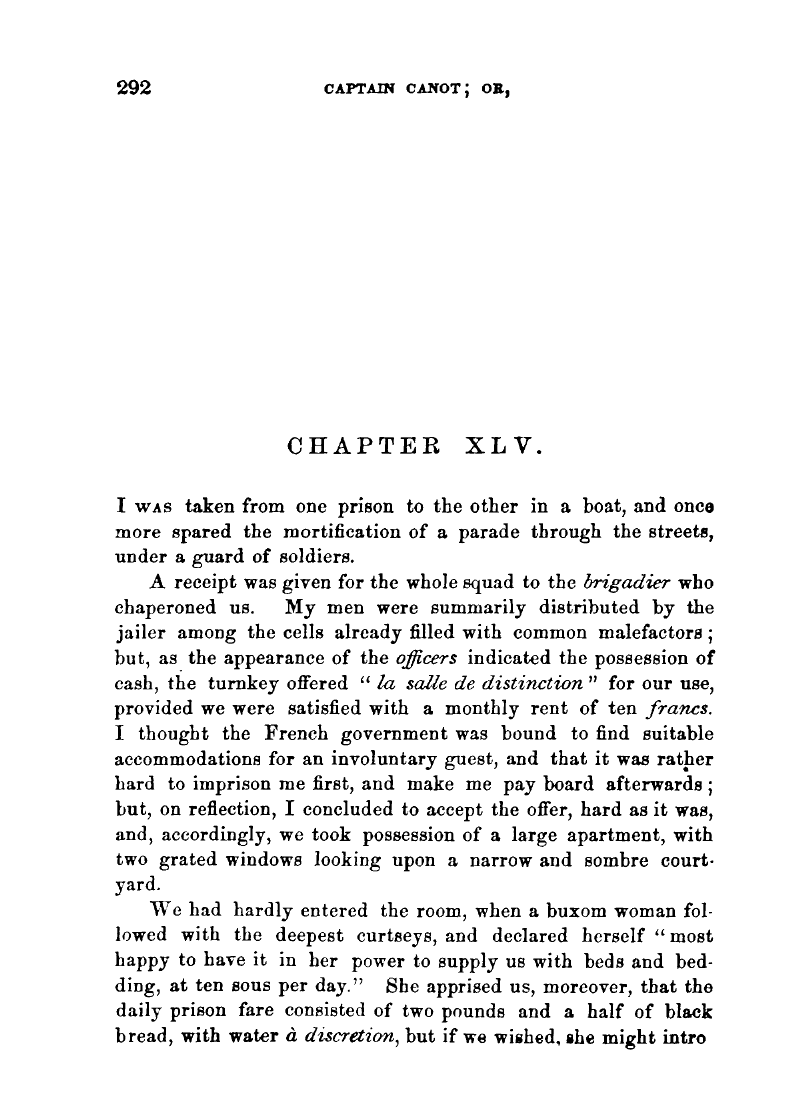 292 CAPTAIN CANOT; OR,
CHAPTER XLV.
I WAS taken from one prison to the other in a boat, and once
more spared the mortification of a parade through the streets,
under a guard of soldiers.
A receipt was given for the whole squad to the brigadier who
chaperoned us. My men were summarily distributed by the
jailer among the cells already filled with common malefactors;
but, as the appearance of the officers indicated the possession of
cash, the turnkey offered “la salle de distinction” for our use,
provided we were satisfied with a monthly rent of ten francs.
I thought the French government was bound to find suitable
accommodations for an involuntary guest, and that it was rather
hard to imprison me first, and make me pay board afterwards;
but, on reflection, I concluded to accept the offer, hard as it was,
and, accordingly, we took possession of a large apartment, with
two grated windows looking upon a narrow and sombre court-
yard.
We had hardly entered the room, when a buxom woman fol-
lowed with the deepest curtseys, and declared herself “most
happy to have it in her power to supply us with beds and bed-
ding, at ten sous per day.” She apprised us, moreover, that the
daily prison fare consisted of two pounds and a half of black
bread, with water à discretion, but if we wished, she might intro